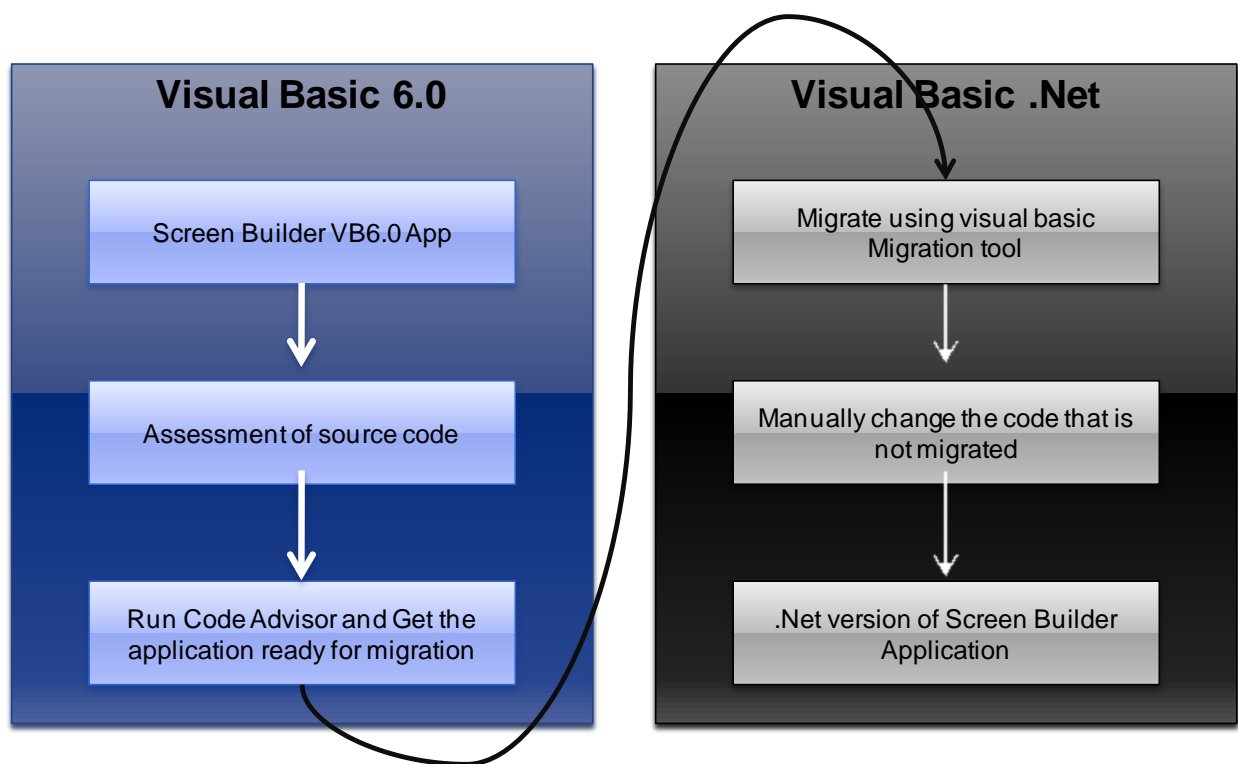 Visual Basic 6.0
Screen Builder VB6.0 App
Assessment of source code
Run Code Advisor and Get the
application ready for migration
Visual Basic .Net
Migrate using visual basic
Migration tool
Manually change the code that is
not migrated
.Net version of Screen Builder
Application